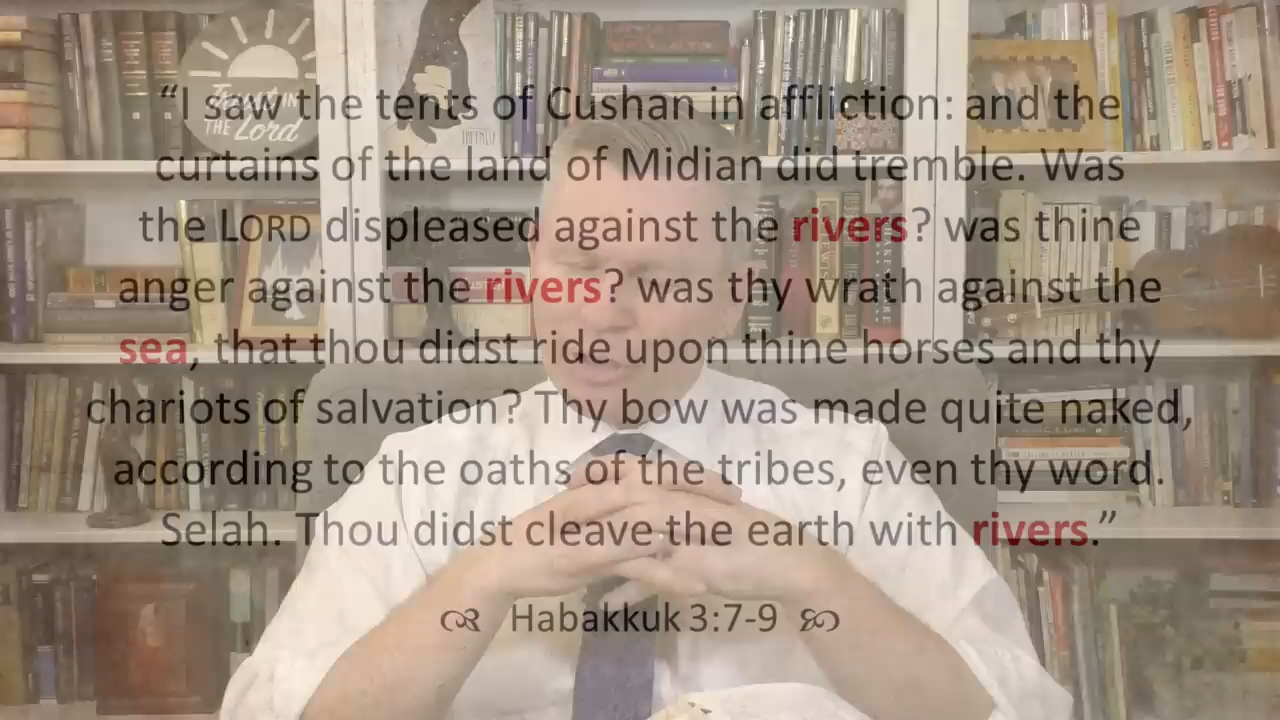 “I saw the tents of Cushan in affliction: and the
curtains of the land of Midian did tremble. Was
the LORD displeased against the rivers? was thine
anger against the rivers? was thy wrath against the
sea, that thou didst ride upon thine horses and thy
chariots of salvation? Thy bow was made quite naked,
according to the oaths of the tribes, even thy word.
Selah. Thou didst cleave the earth with rivers.”
Habakkuk 3:7-9
Trust IN
THE Lord